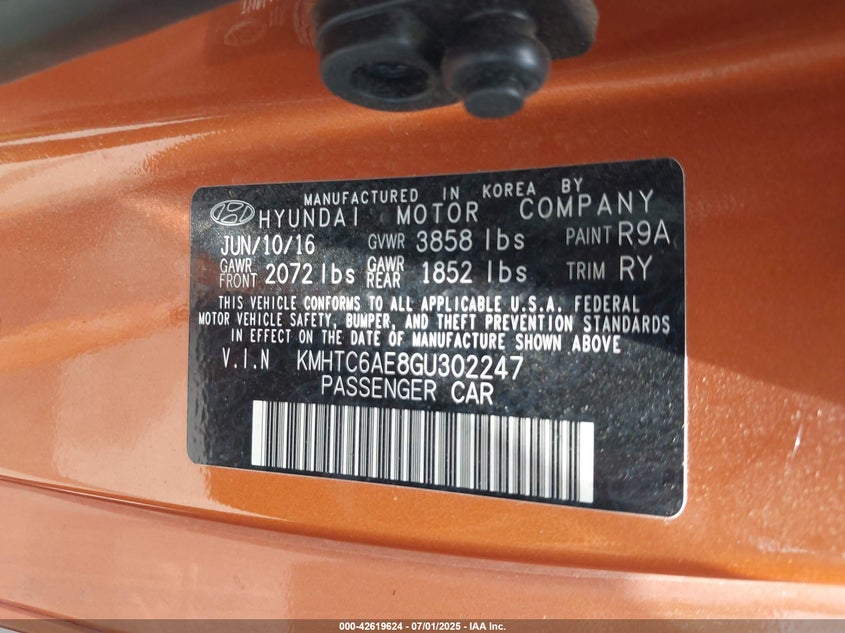 MANUFACTURED IN KOREA BY
HYUNDAI MOTOR COMPANY
JUN/10/16 GVWR 3858 lbs PAINT R9A
GAWR FRONT 2072 lbs GAWR REAR 1852 lbs TRIM RY
THIS VEHICLE CONFORMS TO ALL APPLICABLE U.S.A. FEDERAL
MOTOR VEHICLE SAFETY, BUMPER, AND THEFT PREVENTION STANDARDS
IN EFFECT ON THE DATE OF MANUFACTURE SHOWN ABOVE
V.I.N KMHTC6AE8GU302247
PASSENGER CAR
000-42619624 / 07/01/2025 - IAA Inc.